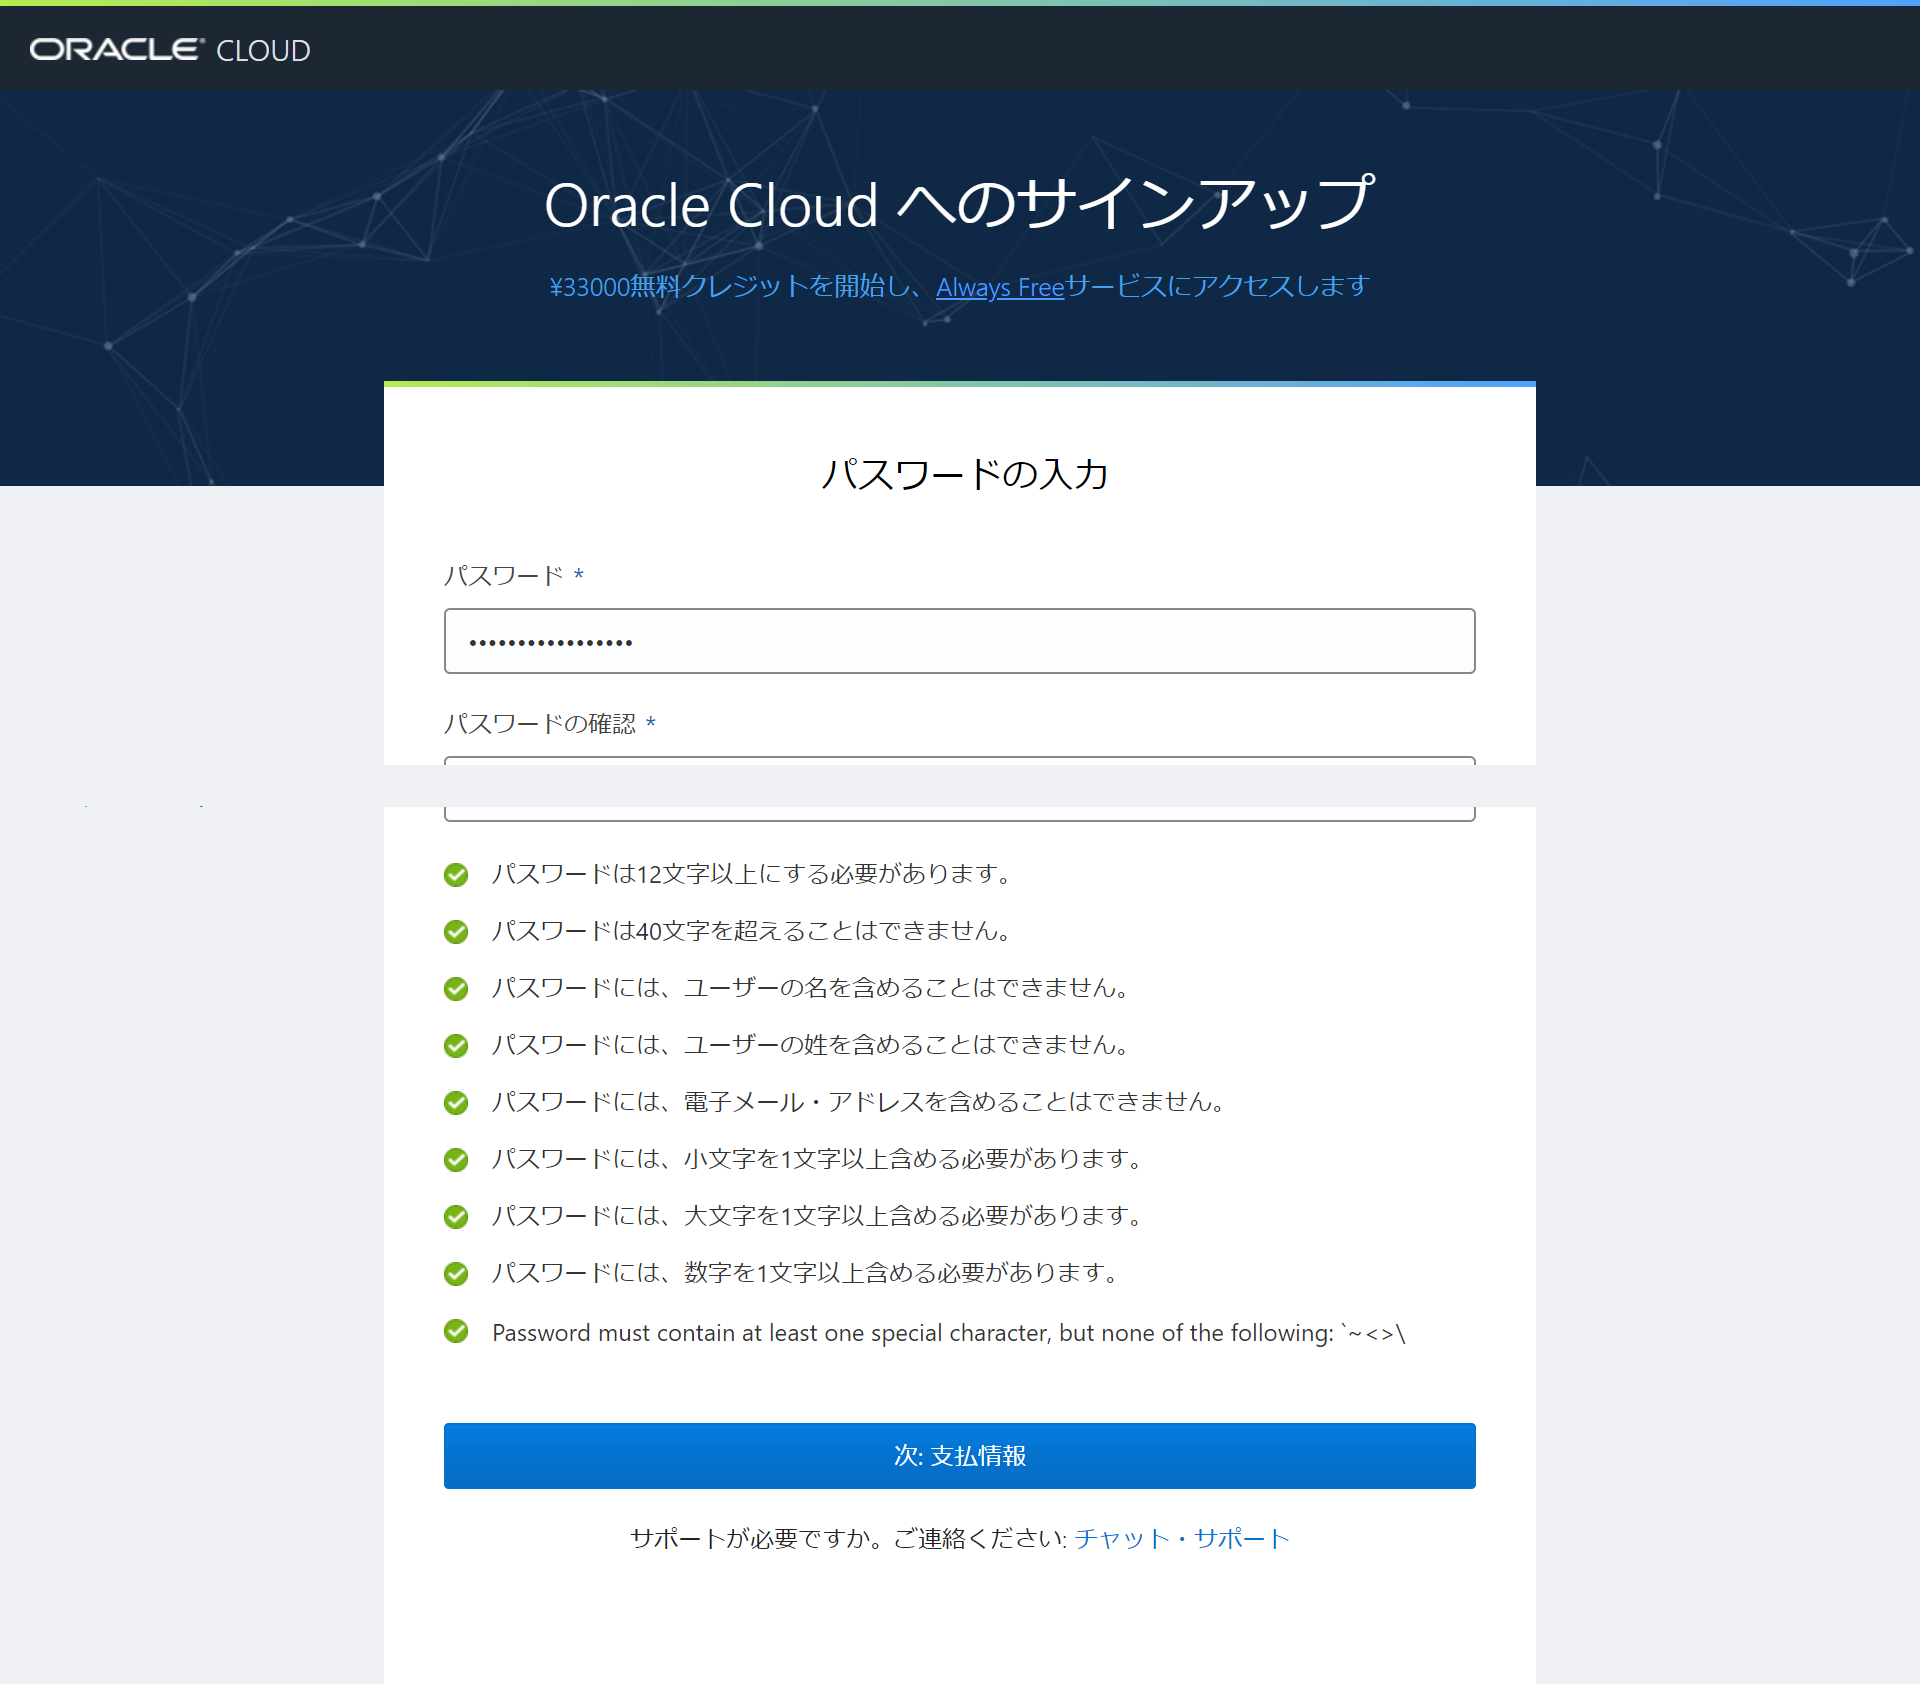 ORACLE® CLOUD
Oracle Cloud へのサインアップ
¥33000無料クレジットを開始し、Always Freeサービスにアクセスします
パスワードの入力
パスワード *
•••••••••••••••••
パスワードの確認 *
パスワードは12文字以上にする必要があります。
パスワードは40文字を超えることはできません。
パスワードには、ユーザーの名を含めることはできません。
パスワードには、ユーザーの姓を含めることはできません。
パスワードには、電子メール・アドレスを含めることはできません。
パスワードには、小文字を1文字以上含める必要があります。
パスワードには、大文字を1文字以上含める必要があります。
パスワードには、数字を1文字以上含める必要があります。
Password must contain at least one special character, but none of the following: `~<>\
次: 支払情報
サポートが必要ですか。ご連絡ください: チャット・サポート